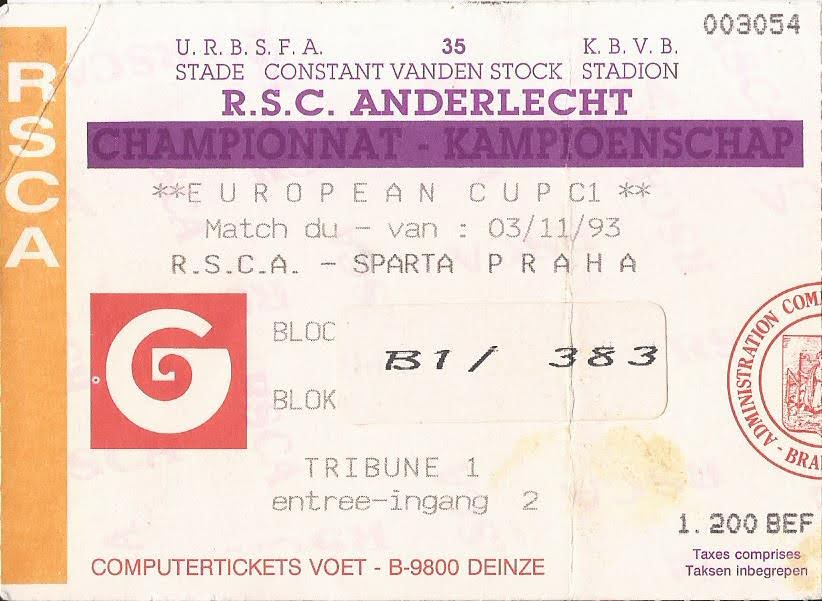 003054
U.R.B.S.F.A. 35 K.B.V.B.
STADE CONSTANT VANDEN STOCK STADION
R.S.C. ANDERLECHT
CHAMPIONNAT - KAMPIOENSCHAP
**EUROPEAN CUP C1 **
Match du - van : 03/11/93
R.S.C.A. - SPARTA PRAHA
RSCA
G
BLOC
B1/ 383
BLOK
TRIBUNE 1
entree-ingang 2
ADMINISTRATION
1.200 BEF
Taxes comprises
Taksen inbegrepen
COMPUTERTICKETS VOET - B-9800 DEINZE